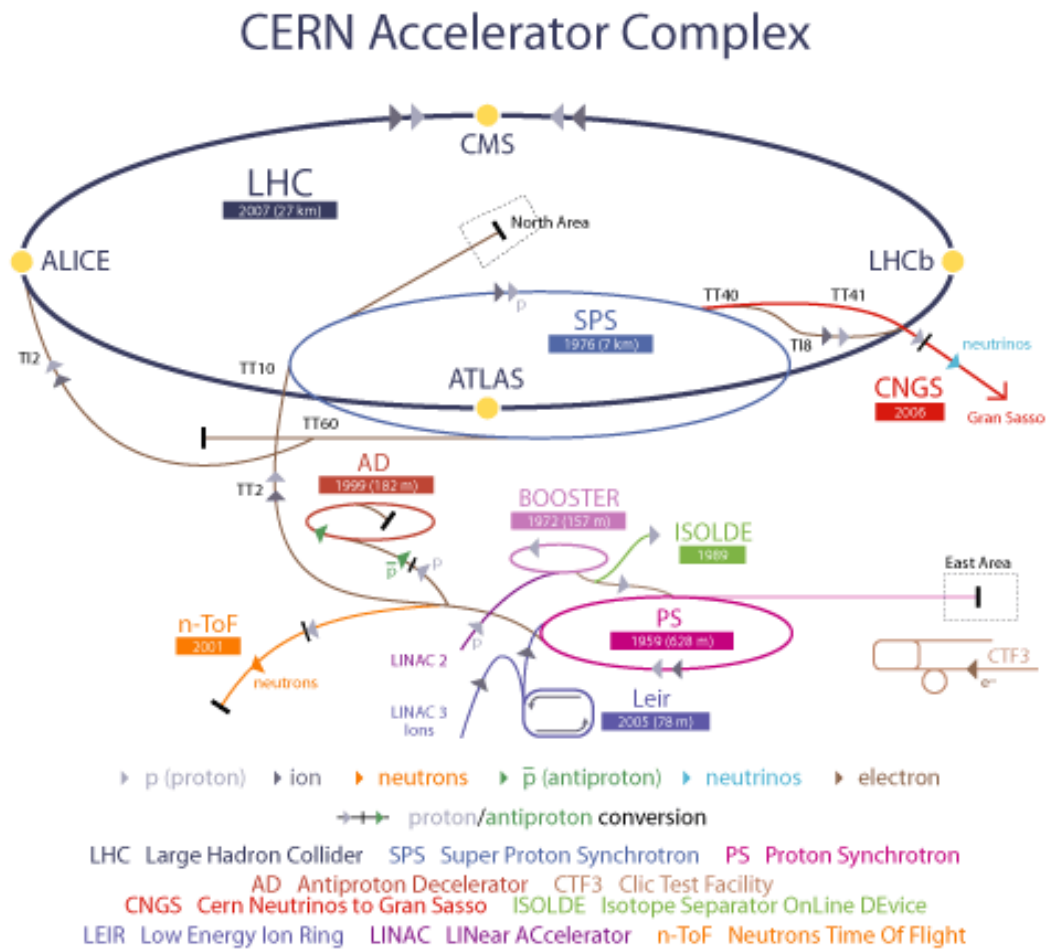 CERN Accelerator Complex
CMS
LHC
2007 (27 km)
North Area
ALICE
LHCb
p
TT40
TT41
SPS
1976 (7 km)
TI8
neutrinos
TI2
TT10
ATLAS
CNGS
2006
Gran Sasso
TT60
AD
1999 (182 m)
TT2
BOOSTER
1972 (157 m)
ISOLDE
1989
p̅
p
East Area
n-ToF
2001
PS
1959 (628 m)
p
LINAC 2
CTF3
e⁻
neutrons
LINAC 3
Ions
Leir
2005 (78 m)
p (proton) ion neutrons p̅ (antiproton) neutrinos electron
proton/antiproton conversion
LHC Large Hadron Collider SPS Super Proton Synchrotron PS Proton Synchrotron
AD Antiproton Decelerator CTF3 Clic Test Facility
CNGS Cern Neutrinos to Gran Sasso ISOLDE Isotope Separator OnLine DEvice
LEIR Low Energy Ion Ring LINAC LINear ACcelerator n-ToF Neutrons Time Of Flight